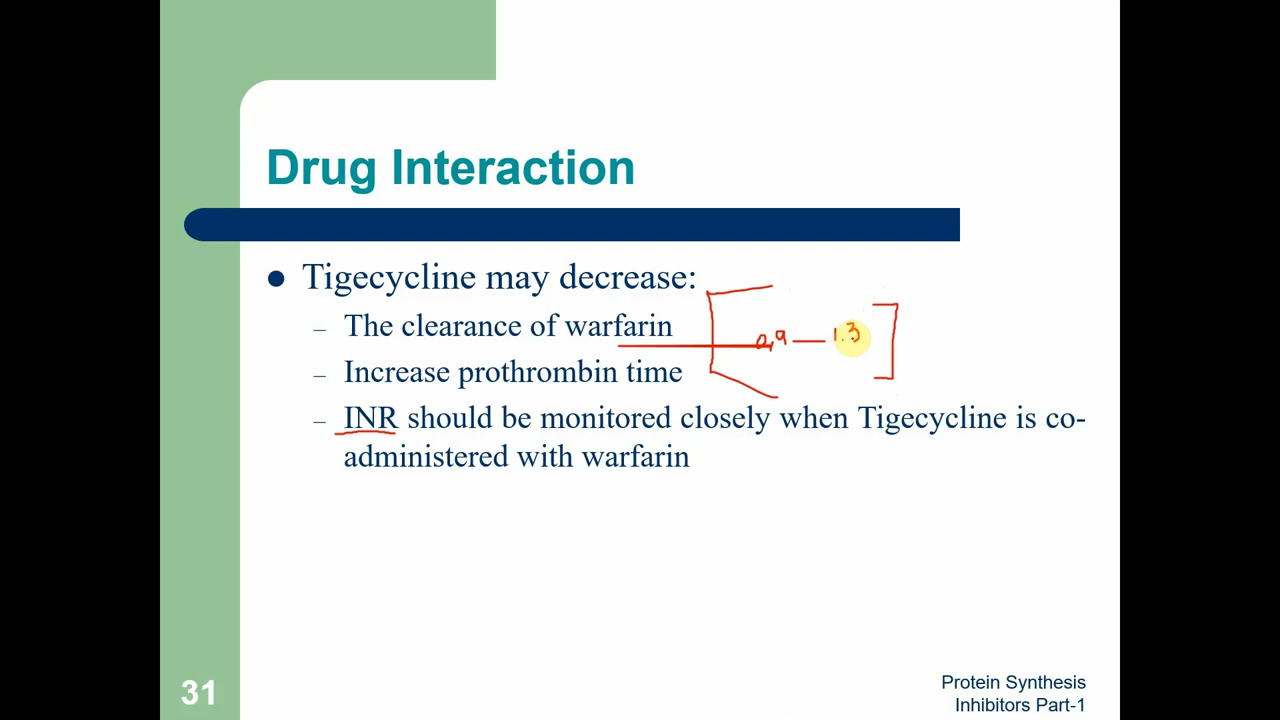 Drug Interaction
● Tigecycline may decrease:
– The clearance of warfarin
0.9 — 1.3
– Increase prothrombin time
– INR should be monitored closely when Tigecycline is co-
administered with warfarin
31
Protein Synthesis
Inhibitors Part-1